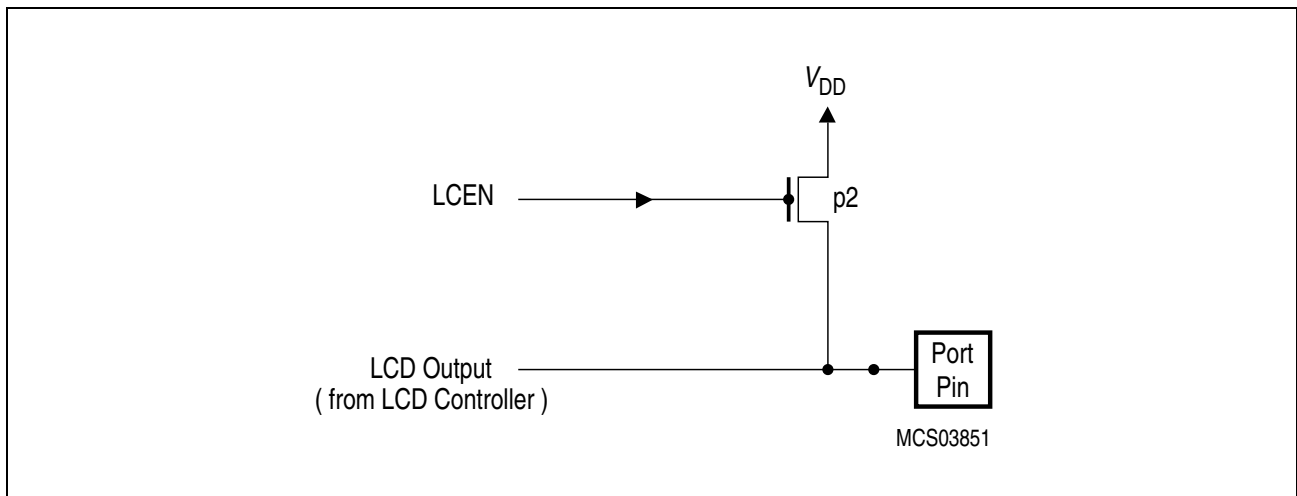 VDD
LCEN
p2
LCD Output
( from LCD Controller )
Port
Pin
MCS03851